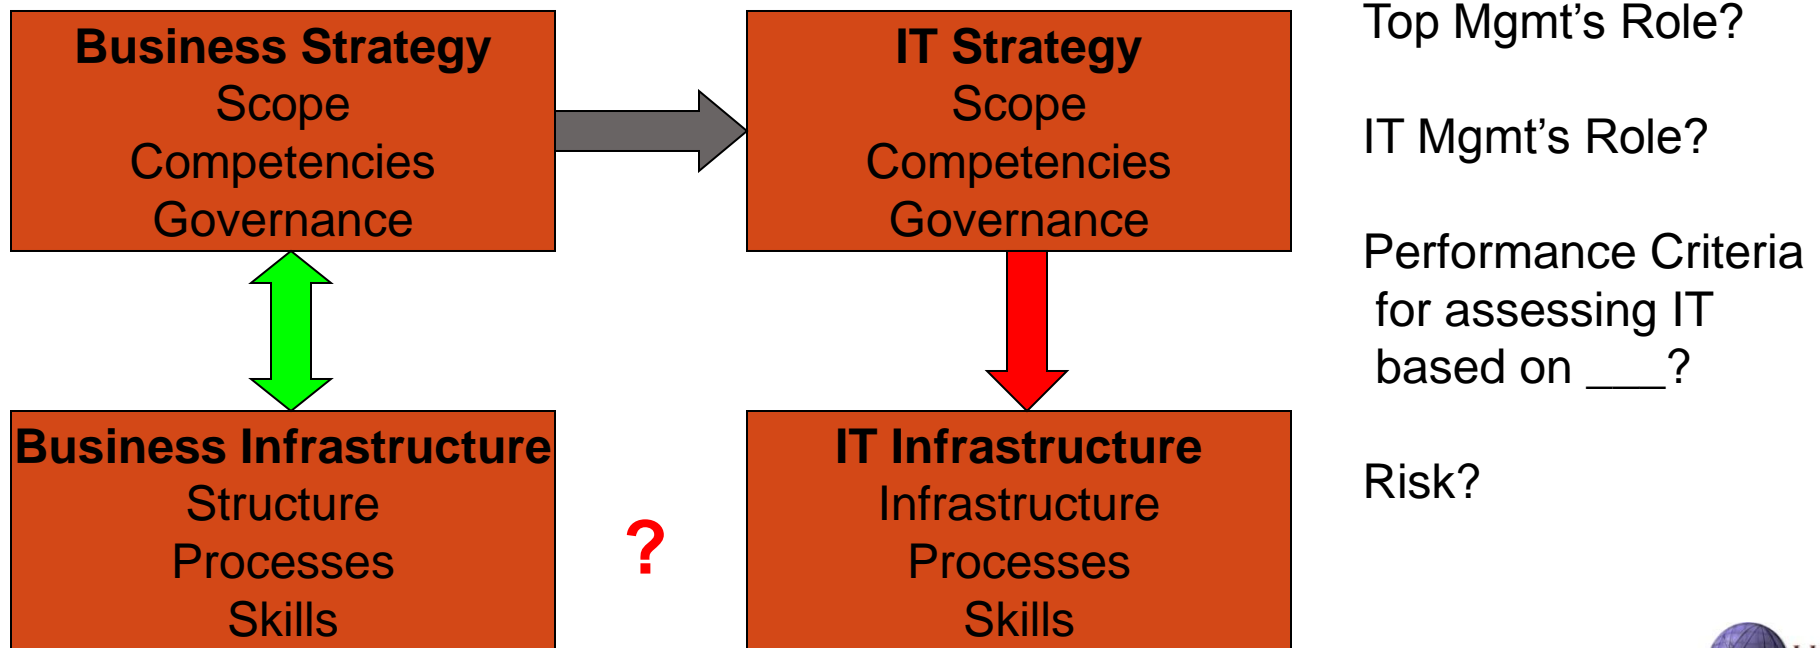 Business Strategy
Scope
Competencies
Governance
IT Strategy
Scope
Competencies
Governance
Business Infrastructure
Structure
Processes
Skills
?
IT Infrastructure
Infrastructure
Processes
Skills
Top Mgmt’s Role?
IT Mgmt’s Role?
Performance Criteria
for assessing IT
based on ___?
Risk?